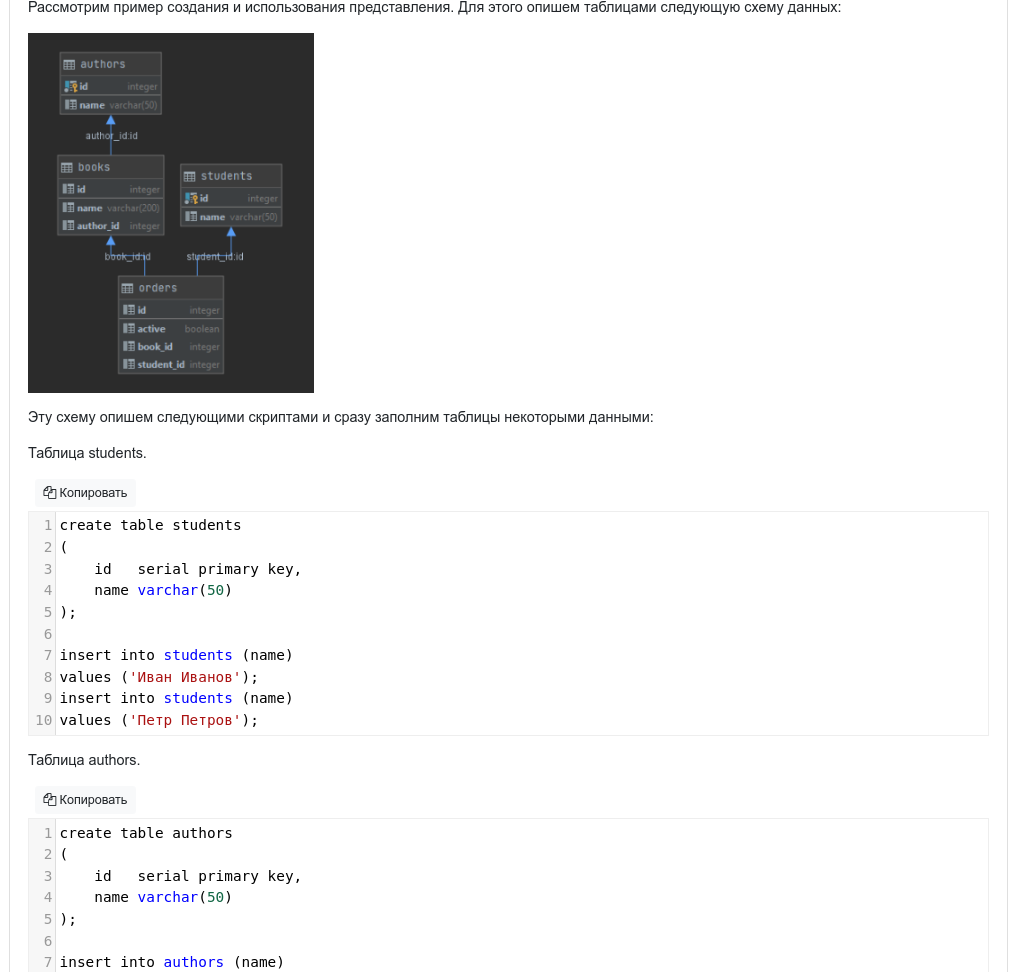 Рассмотрим пример создания и использования представления. Для этого опишем таблицами следующую схему данных:
authors
id integer
name varchar(50)
author_id:id
books
id integer
name varchar(200)
author_id integer
students
id integer
name varchar(50)
book_id:id
student_id:id
orders
id integer
active boolean
book_id integer
student_id integer
Эту схему опишем следующими скриптами и сразу заполним таблицы некоторыми данными:
Таблица students.
Копировать
1 create table students
2 (
3     id   serial primary key,
4     name varchar(50)
5 );
6
7 insert into students (name)
8 values ('Иван Иванов');
9 insert into students (name)
10 values ('Петр Петров');
Таблица authors.
Копировать
1 create table authors
2 (
3     id   serial primary key,
4     name varchar(50)
5 );
6
7 insert into authors (name)